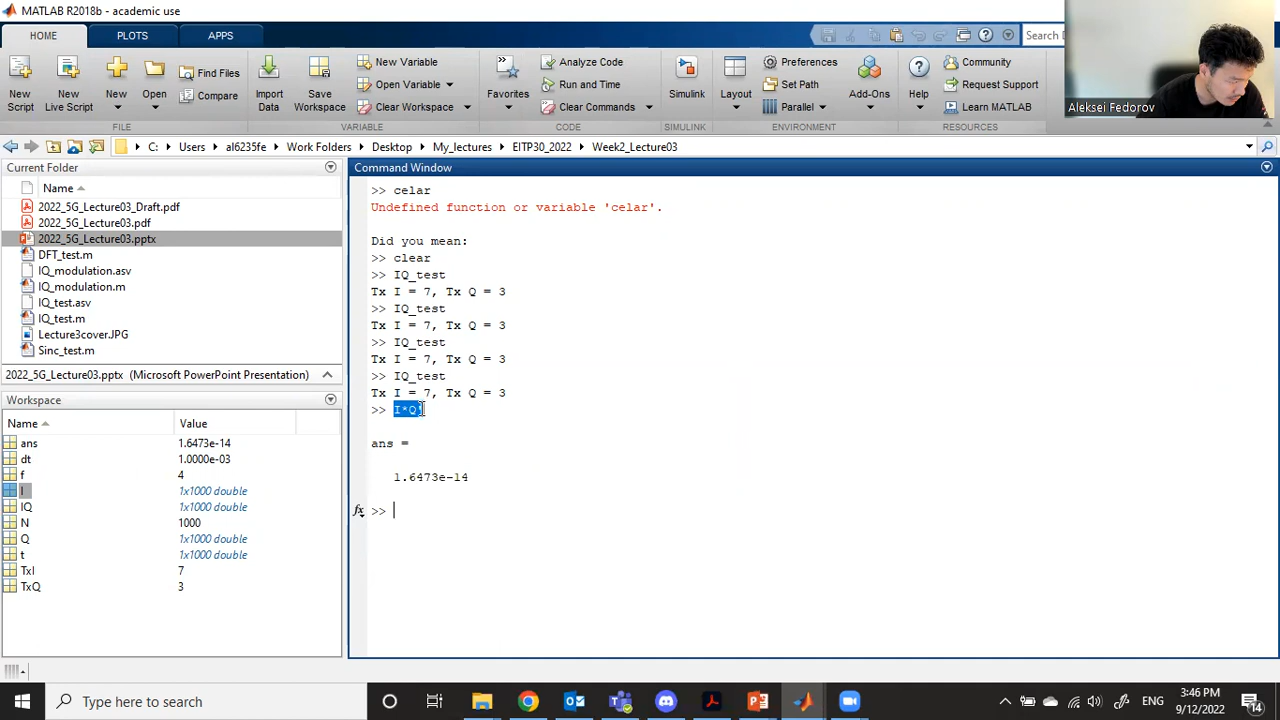 MATLAB R2018b - academic use
HOME
PLOTS
APPS
Search D
New Script
New Live Script
New
Open
Find Files
Compare
FILE
Import Data
Save Workspace
New Variable
Open Variable
Clear Workspace
VARIABLE
Favorites
Analyze Code
Run and Time
Clear Commands
CODE
Simulink
SIMULINK
Layout
Preferences
Set Path
Parallel
ENVIRONMENT
Add-Ons
Help
Community
Request Support
Learn MATLAB
RESOURCES
Aleksei Fedorov
C: Users al6235fe Work Folders Desktop My_lectures EITP30_2022 Week2_Lecture03
Current Folder
Name
2022_5G_Lecture03_Draft.pdf
2022_5G_Lecture03.pdf
2022_5G_Lecture03.pptx
DFT_test.m
IQ_modulation.asv
IQ_modulation.m
IQ_test.asv
IQ_test.m
Lecture3cover.JPG
Sinc_test.m
2022_5G_Lecture03.pptx (Microsoft PowerPoint Presentation)
Workspace
Name Value
ans 1.6473e-14
dt 1.0000e-03
f 4
I 1x1000 double
IQ 1x1000 double
N 1000
Q 1x1000 double
t 1x1000 double
TxI 7
TxQ 3
Command Window
>> celar
Undefined function or variable 'celar'.
Did you mean:
>> clear
>> IQ_test
Tx I = 7, Tx Q = 3
>> IQ_test
Tx I = 7, Tx Q = 3
>> IQ_test
Tx I = 7, Tx Q = 3
>> IQ_test
Tx I = 7, Tx Q = 3
>> I*Q'
ans =
1.6473e-14
fx >>
Type here to search
ENG
3:46 PM
9/12/2022
14